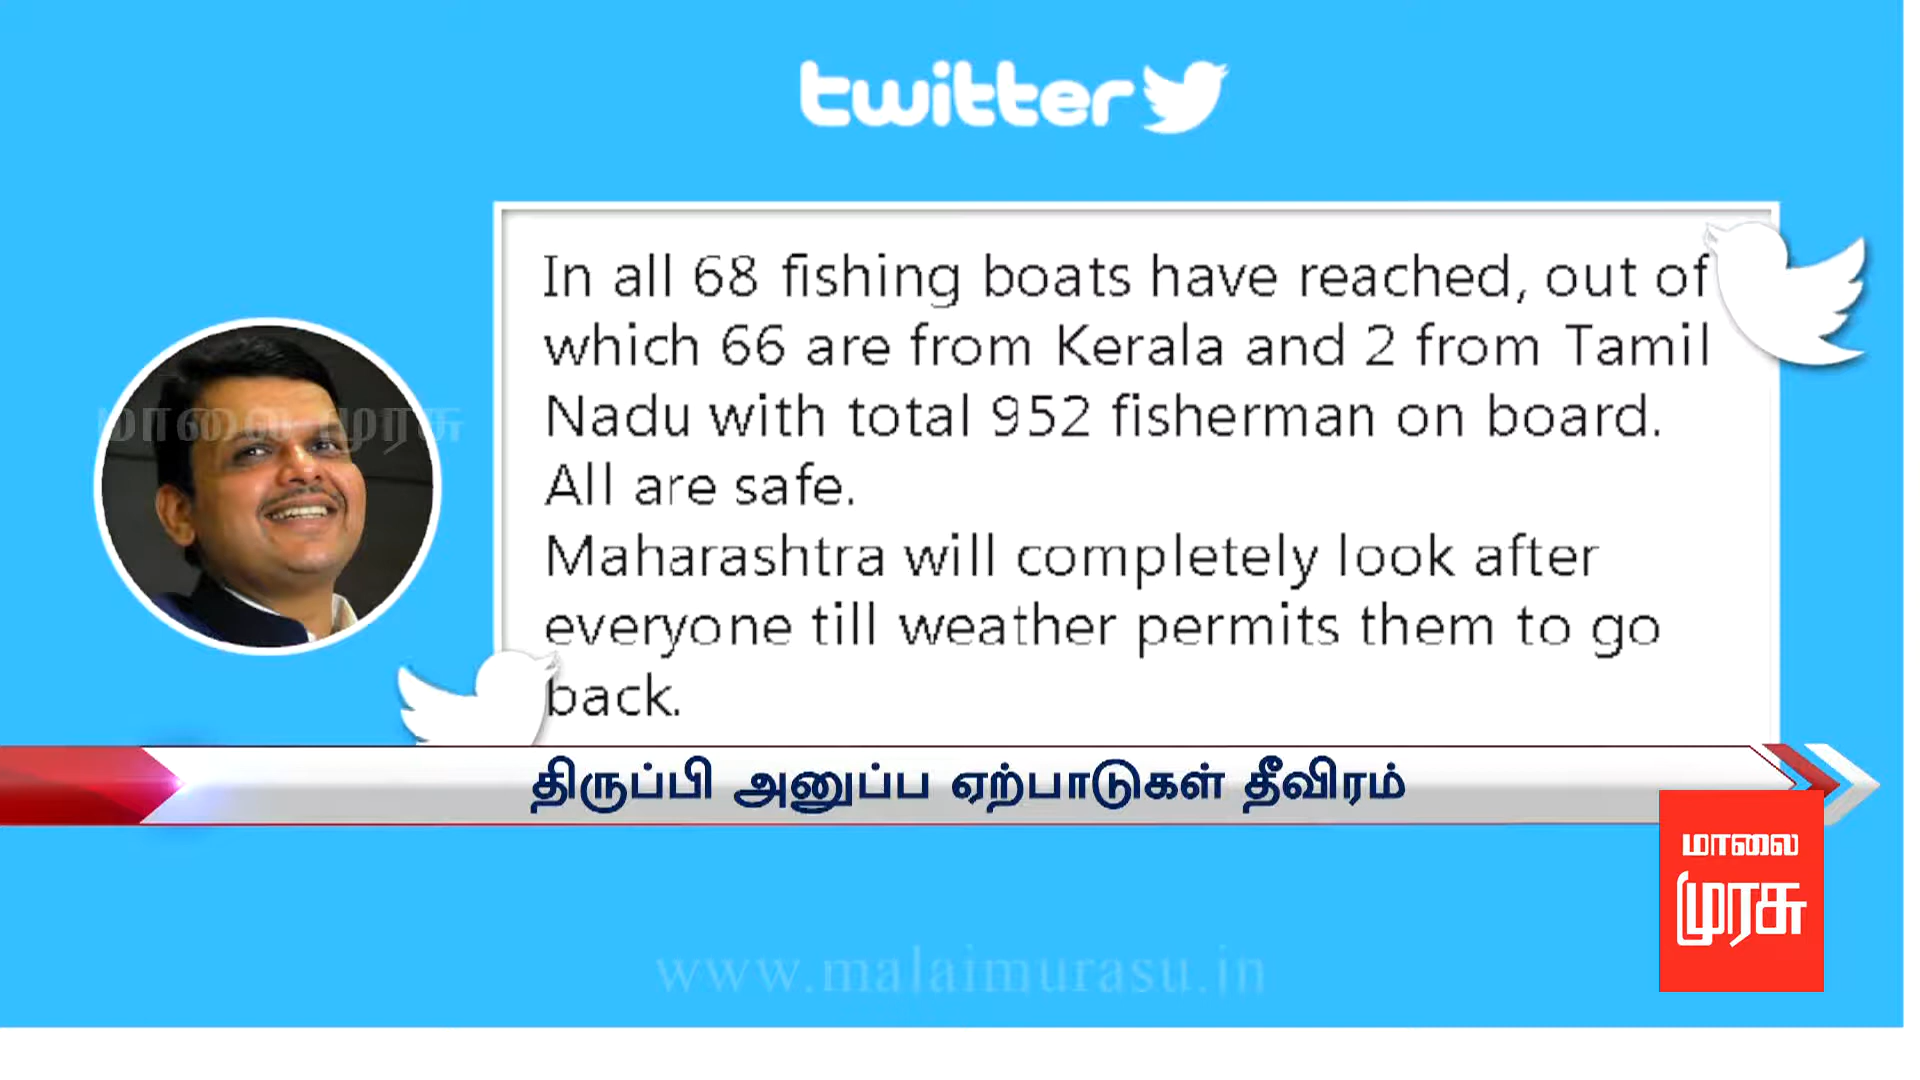 twitter
In all 68 fishing boats have reached, out of
which 66 are from Kerala and 2 from Tamil
Nadu with total 952 fisherman on board.
All are safe.
Maharashtra will completely look after
everyone till weather permits them to go
back.
மாலை முரசு
திருப்பி அனுப்ப ஏற்பாடுகள் தீவிரம்
மாலை
முரசு
www.malaimurasu.in